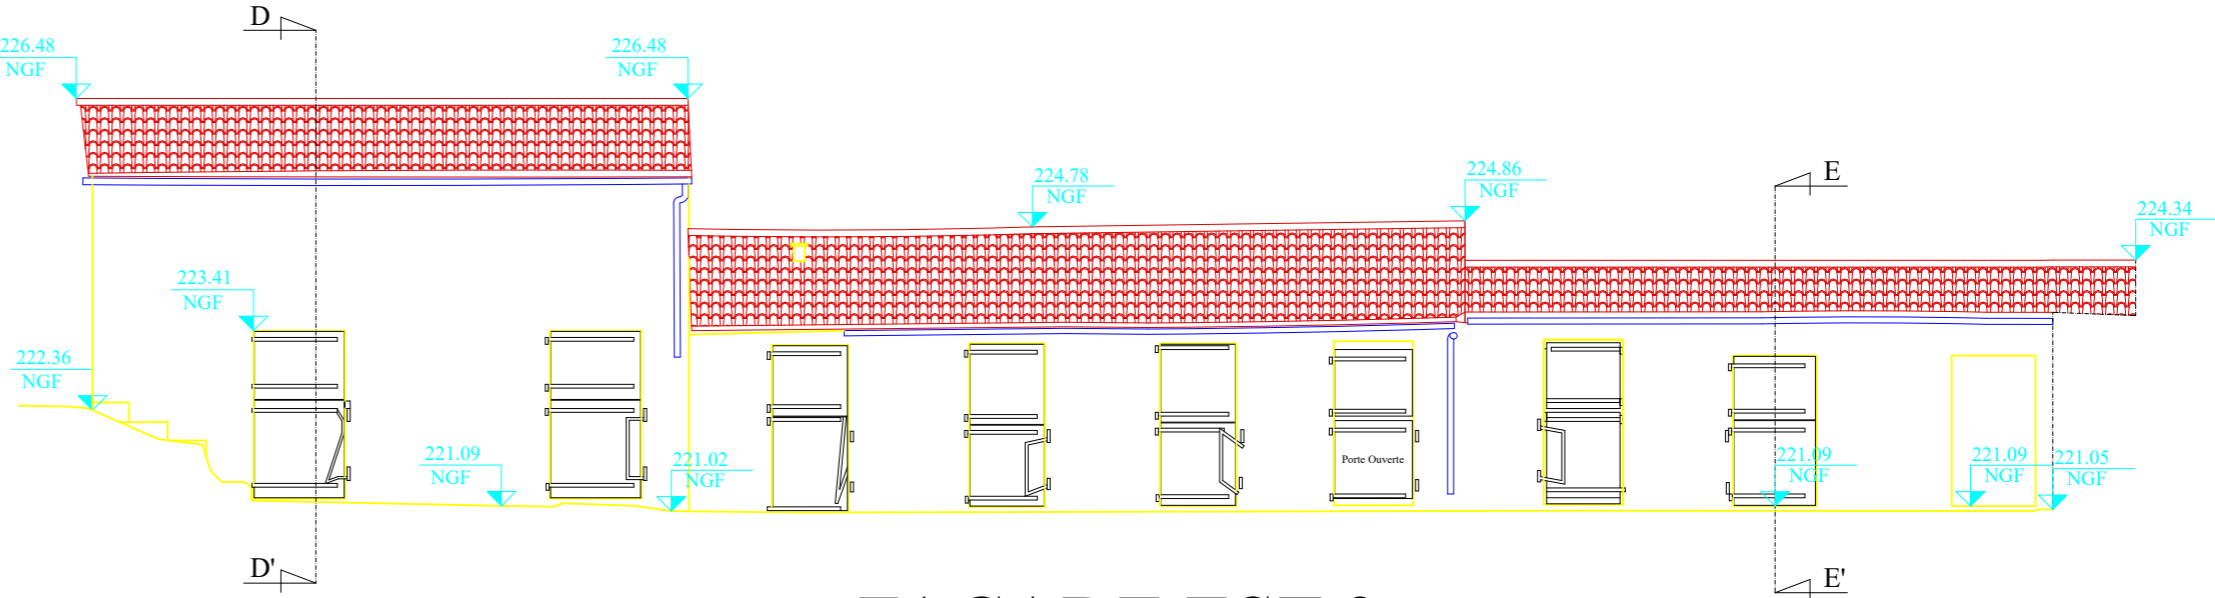 D
226.48
NGF
226.48
NGF
224.78
NGF
224.86
NGF
E
224.34
NGF
223.41
NGF
222.36
NGF
221.09
NGF
221.02
NGF
Porte Ouverte
221.09
NGF
221.09
NGF
221.05
NGF
D'
E'